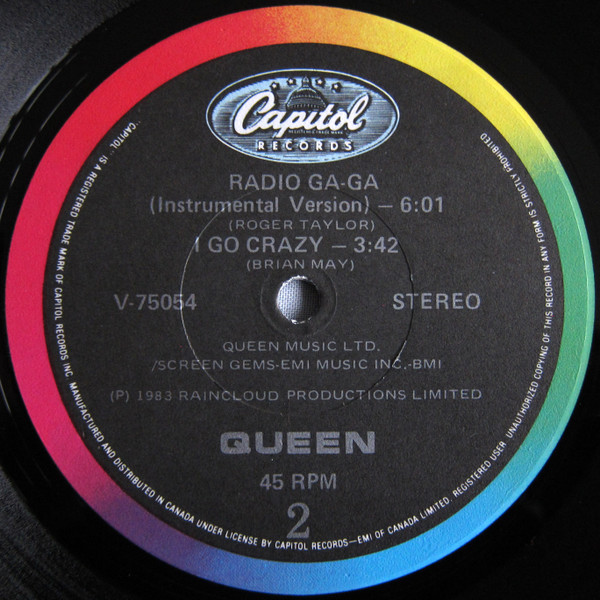 Capitol
RECORDS
RADIO GA-GA
(Instrumental Version) – 6:01
(ROGER TAYLOR)
I GO CRAZY – 3:42
(BRIAN MAY)
V-75054
STEREO
QUEEN MUSIC LTD.
/SCREEN GEMS-EMI MUSIC INC.-BMI
(P) 1983 RAINCLOUD PRODUCTIONS LIMITED
QUEEN
45 RPM
2
"CAPITOL" IS A REGISTERED TRADE MARK OF CAPITOL RECORDS INC. MANUFACTURED AND DISTRIBUTED IN CANADA UNDER LICENSE BY CAPITOL RECORDS—EMI OF CANADA LIMITED. REGISTERED USER. UNAUTHORIZED COPYING OF THIS RECORD IN ANY FORM IS STRICTLY PROHIBITED